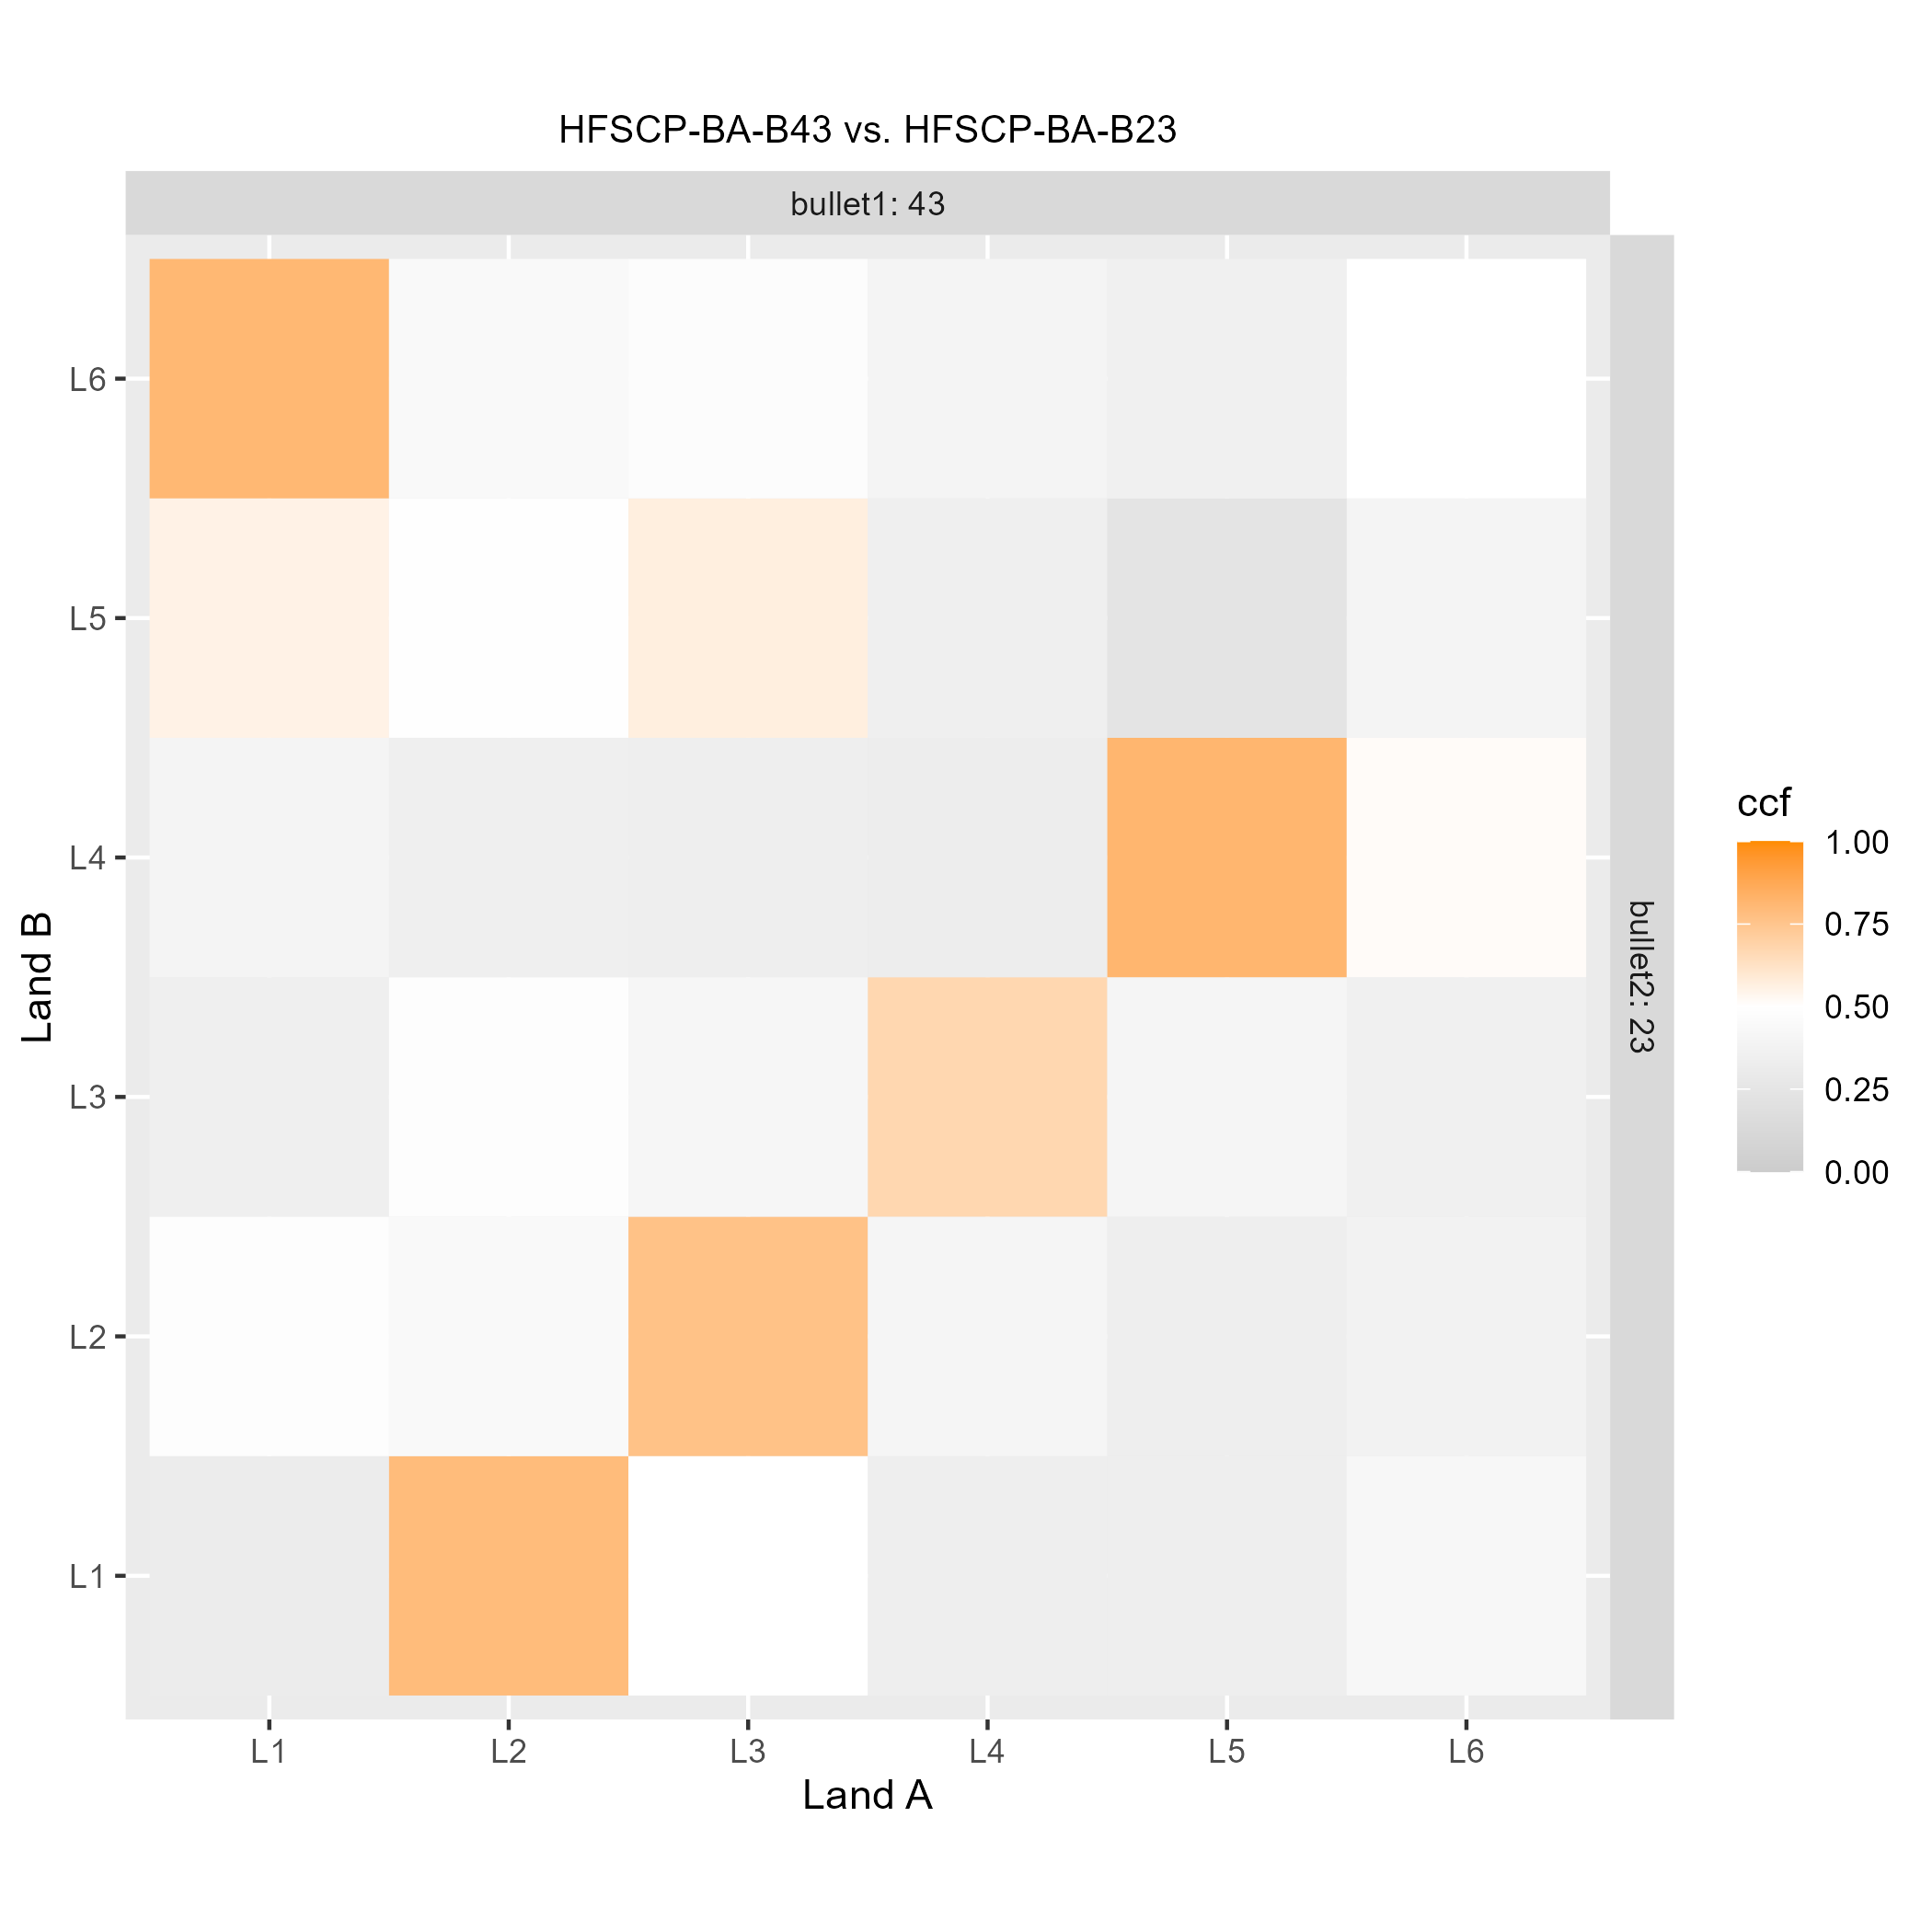 HFSCP-BA-B43 vs. HFSCP-BA-B23
bullet1: 43
L6
L5
L4
L3
L2
L1
Land B
bullet2: 23
L1 L2 L3 L4 L5 L6
Land A
ccf
1.00
0.75
0.50
0.25
0.00